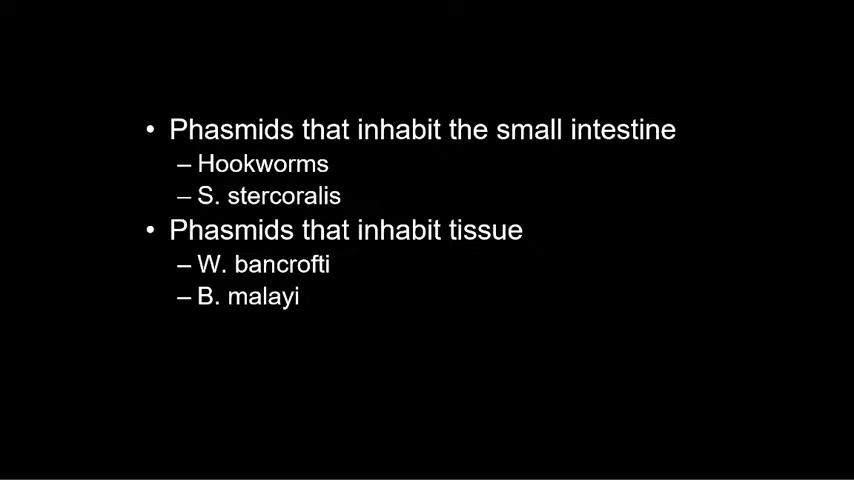 • Phasmids that inhabit the small intestine
– Hookworms
– S. stercoralis
• Phasmids that inhabit tissue
– W. bancrofti
– B. malayi